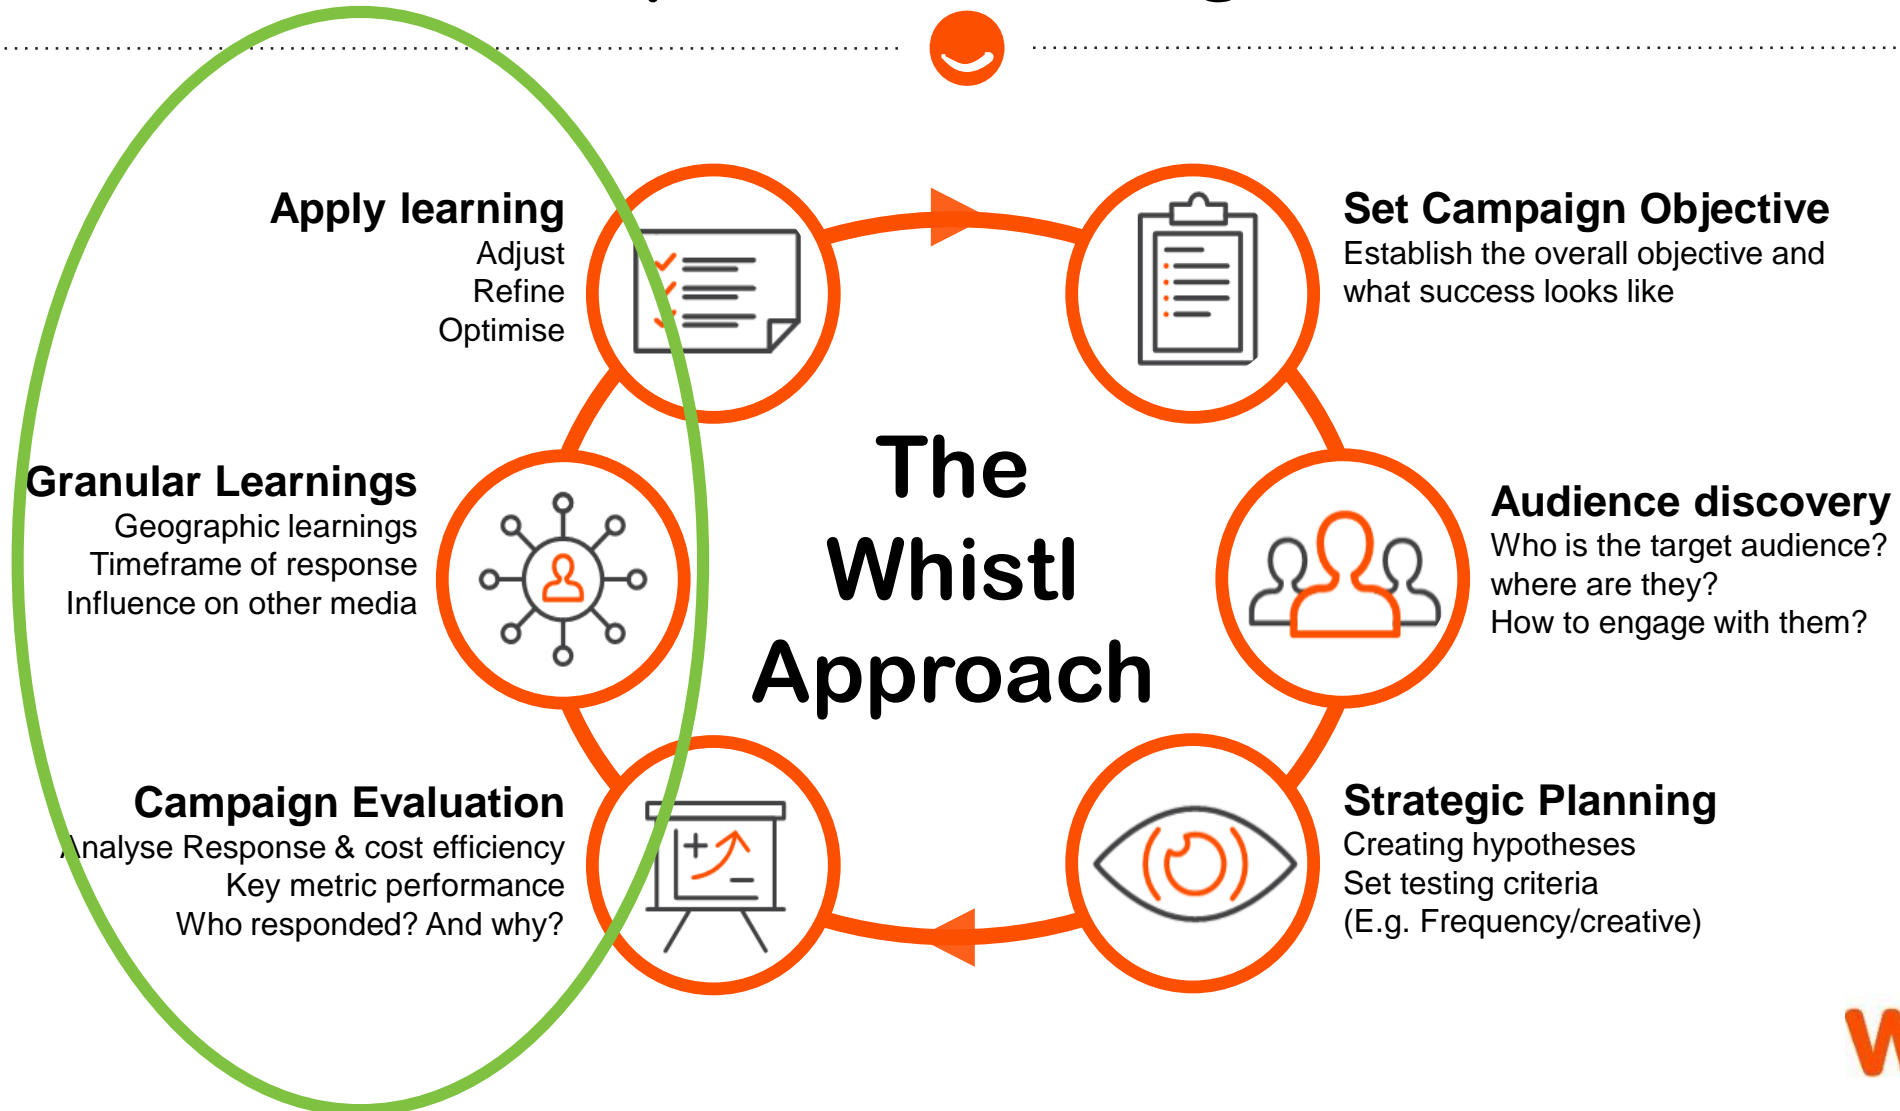 Apply learning
Adjust
Refine
Optimise
Set Campaign Objective
Establish the overall objective and
what success looks like
Granular Learnings
Geographic learnings
Timeframe of response
Influence on other media
The
Whistl
Approach
Audience discovery
Who is the target audience?
where are they?
How to engage with them?
Campaign Evaluation
Analyse Response & cost efficiency
Key metric performance
Who responded? And why?
Strategic Planning
Creating hypotheses
Set testing criteria
(E.g. Frequency/creative)